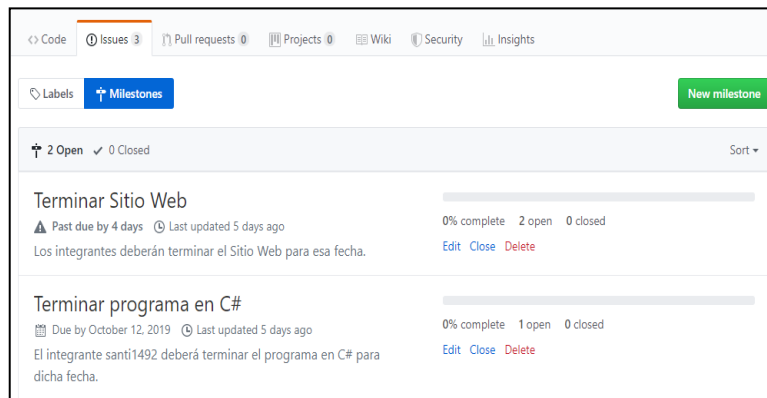 Code Issues 3 Pull requests 0 Projects 0 Wiki Security Insights
Labels Milestones New milestone
2 Open 0 Closed Sort
Terminar Sitio Web
Past due by 4 days Last updated 5 days ago
Los integrantes deberán terminar el Sitio Web para esa fecha.
0% complete 2 open 0 closed
Edit Close Delete
Terminar programa en C#
Due by October 12, 2019 Last updated 5 days ago
El integrante santi1492 deberá terminar el programa en C# para
dicha fecha.
0% complete 1 open 0 closed
Edit Close Delete